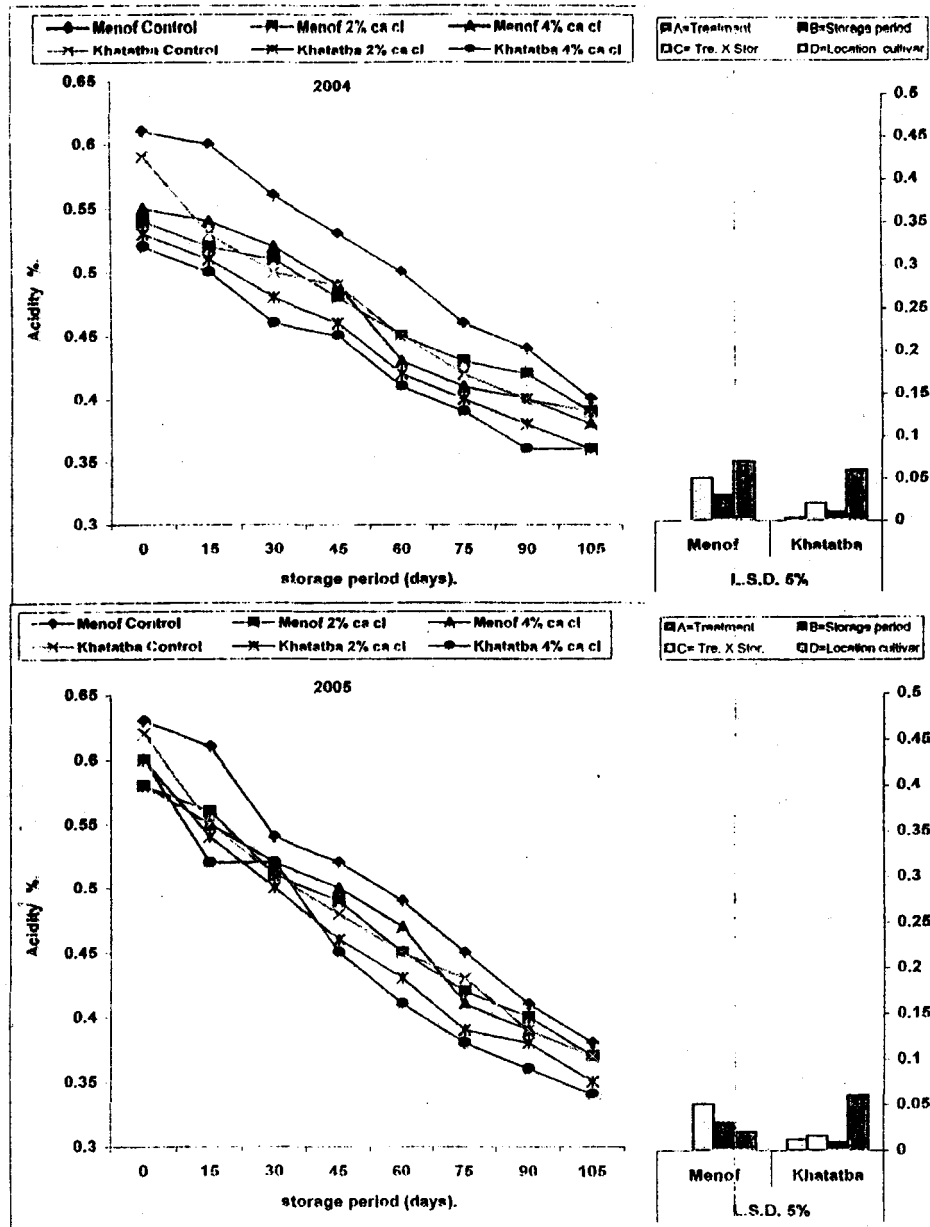 Menof Control Menof 2% ca cl Menof 4% ca cl
Khatatba Control Khatatba 2% ca cl Khatatba 4% ca cl
A=Treatment B=Storage period
C= Tre. X Stor. D=Location cultivar
2004
Acidity %.
0.65
0.6
0.55
0.5
0.45
0.4
0.35
0.3
0 15 30 45 60 75 90 105
storage period (days).
0.5
0.45
0.4
0.35
0.3
0.25
0.2
0.15
0.1
0.05
0
Menof Khatatba
L.S.D. 5%
Menof Control Menof 2% ca cl Menof 4% ca cl
Khatatba Control Khatatba 2% ca cl Khatatba 4% ca cl
A=Treatment B=Storage period
C= Tre. X Stor. D=Location cultivar
2005
Acidity %.
0.65
0.6
0.55
0.5
0.45
0.4
0.35
0.3
0 15 30 45 60 75 90 105
storage period (days).
0.5
0.45
0.4
0.35
0.3
0.25
0.2
0.15
0.1
0.05
0
Menof Khatatba
L.S.D. 5%